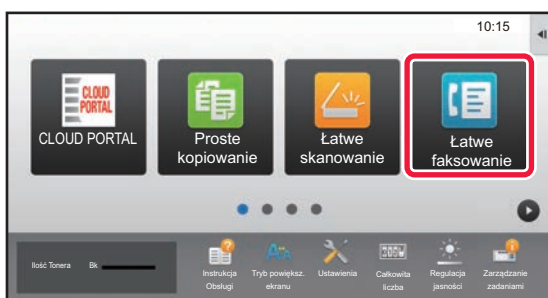 10:15
CLOUD
PORTAL
CLOUD PORTAL
Proste
kopiowanie
Łatwe
skanowanie
Łatwe
faksowanie
Ilość Tonera
Bk
Instrukcja
Obsługi
Tryb powiększ.
ekranu
Ustawienia
Całkowita
liczba
Regulacja
jasności
Zarządzanie
zadaniami